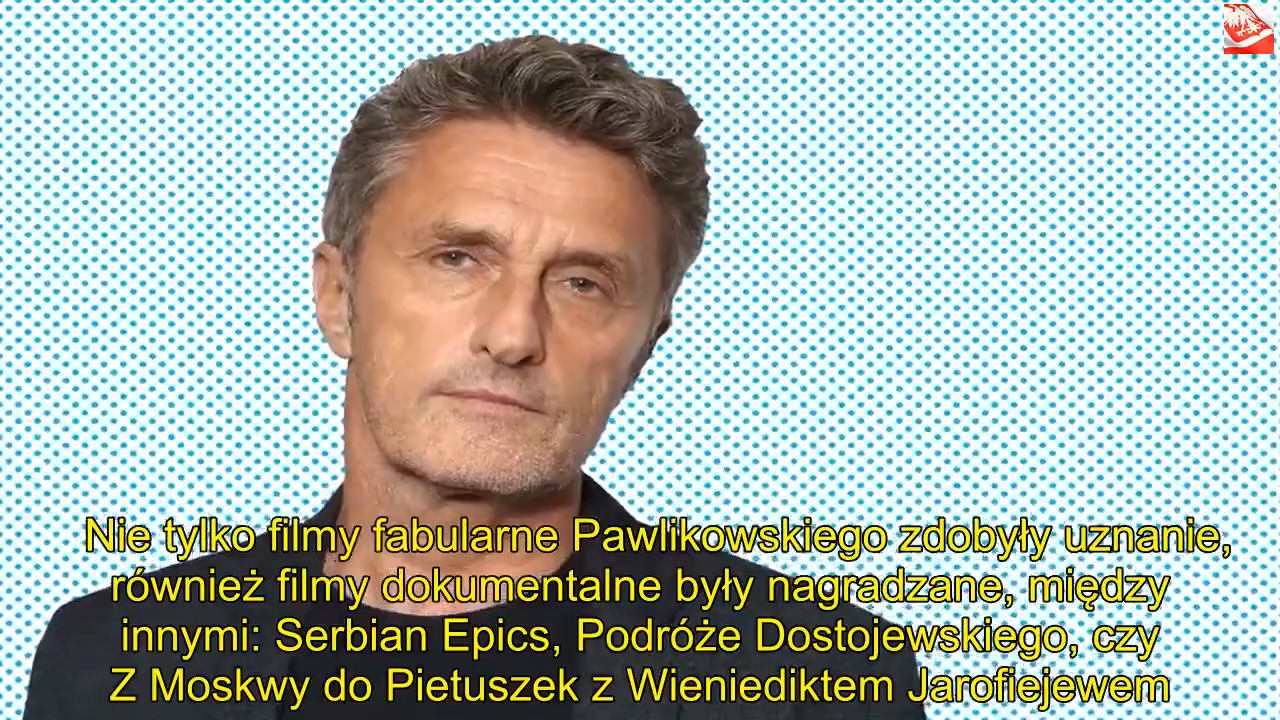 Nie tylko filmy fabularne Pawlikowskiego zdobyły uznanie,
również filmy dokumentalne były nagradzane, między
innymi: Serbian Epics, Podróże Dostojewskiego, czy
Z Moskwy do Pietuszek z Wieniediktem Jarofiejewem